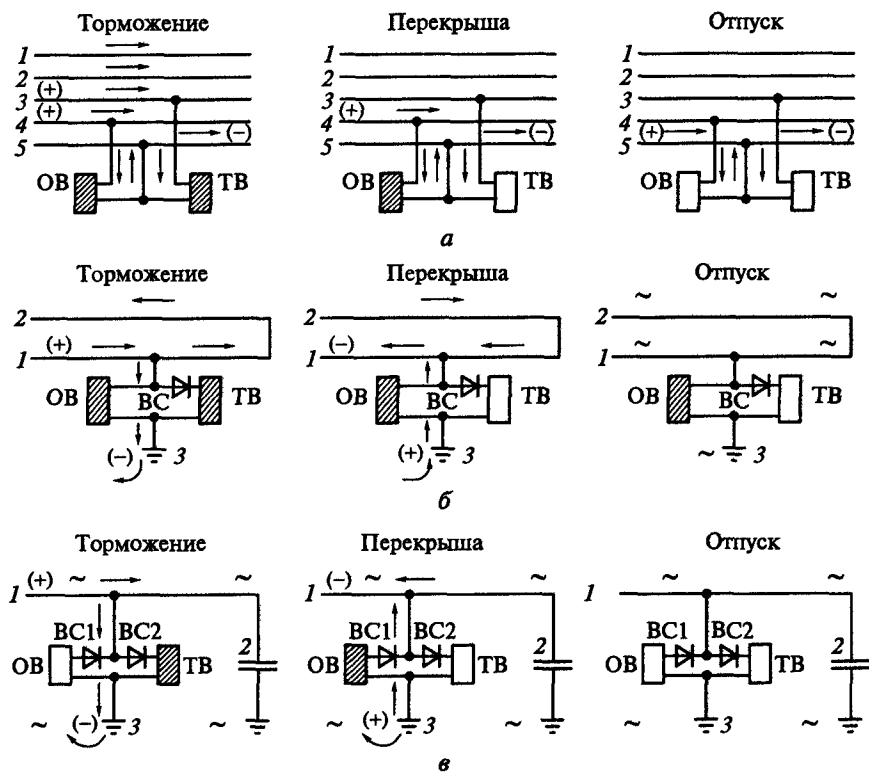 Торможение Перекрыша Отпуск
1 1 1
2 2 2
(+)
3 3 3
(+) (+)
4 4 4
(−) (−) (+) (−)
5 5 5
ОВ ТВ ОВ ТВ ОВ ТВ
а
Торможение Перекрыша Отпуск
~ ~
2 2 2
(+) (−) ~ ~
1 1 1
ОВ ВС ТВ ОВ ВС ТВ ОВ ВС ТВ
(−) 3 (+) 3 ~ 3
б
Торможение Перекрыша Отпуск
1 (+) ~ ~ 1 (−) ~ ~ 1 ~ ~
ВС1 ВС2 2 ВС1 ВС2 2 ВС1 ВС2 2
ОВ ТВ ОВ ТВ ОВ ТВ
~ (−) 3 ~ ~ (+) 3 ~ ~ 3 ~
в